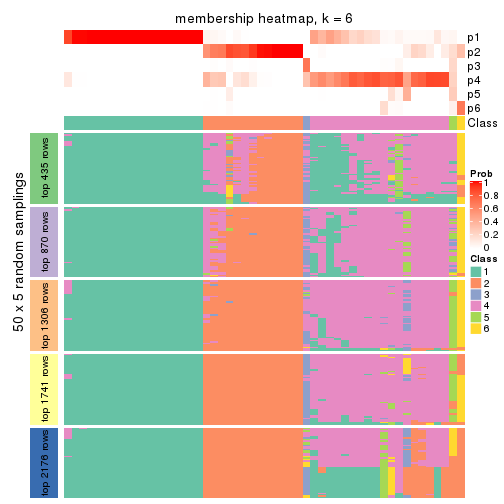 membership heatmap, k = 6
p1
p2
p3
p4
p5
p6
Class
50 x 5 random samplings
top 435 rows
top 870 rows
top 1306 rows
top 1741 rows
top 2176 rows
Prob
1
0.8
0.6
0.4
0.2
0
Class
1
2
3
4
5
6